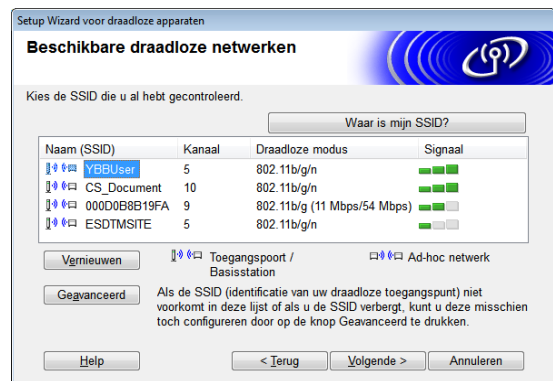 Setup Wizard voor draadloze apparaten
Beschikbare draadloze netwerken
Kies de SSID die u al hebt gecontroleerd.
Waar is mijn SSID?
Naam (SSID) Kanaal Draadloze modus Signaal
YBBUser 5 802.11b/g/n
CS_Document 10 802.11b/g/n
000D0B8B19FA 9 802.11b/g (11 Mbps/54 Mbps)
ESDTMSITE 5 802.11b/g/n
Vernieuwen
Toegangspoort / Basisstation
Ad-hoc netwerk
Geavanceerd
Als de SSID (identificatie van uw draadloze toegangspunt) niet
voorkomt in deze lijst of als u de SSID verbergt, kunt u deze misschien
toch configureren door op de knop Geavanceerd te drukken.
Help < Terug Volgende > Annuleren